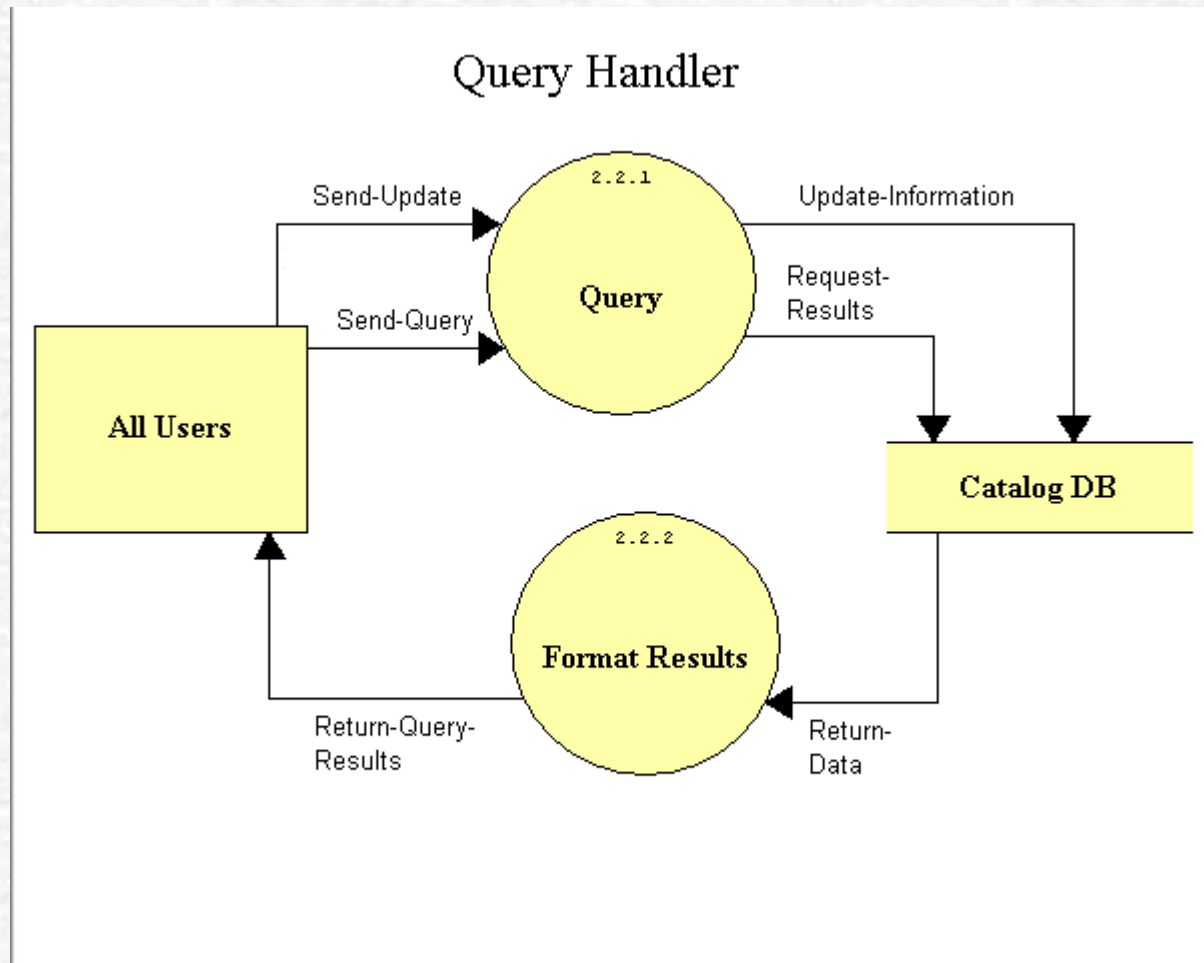 Query Handler
2.2.1
Send-Update
Update-Information
Request-
Results
Query
Send-Query
All Users
Catalog DB
2.2.2
Format Results
Return-Query-
Results
Return-
Data